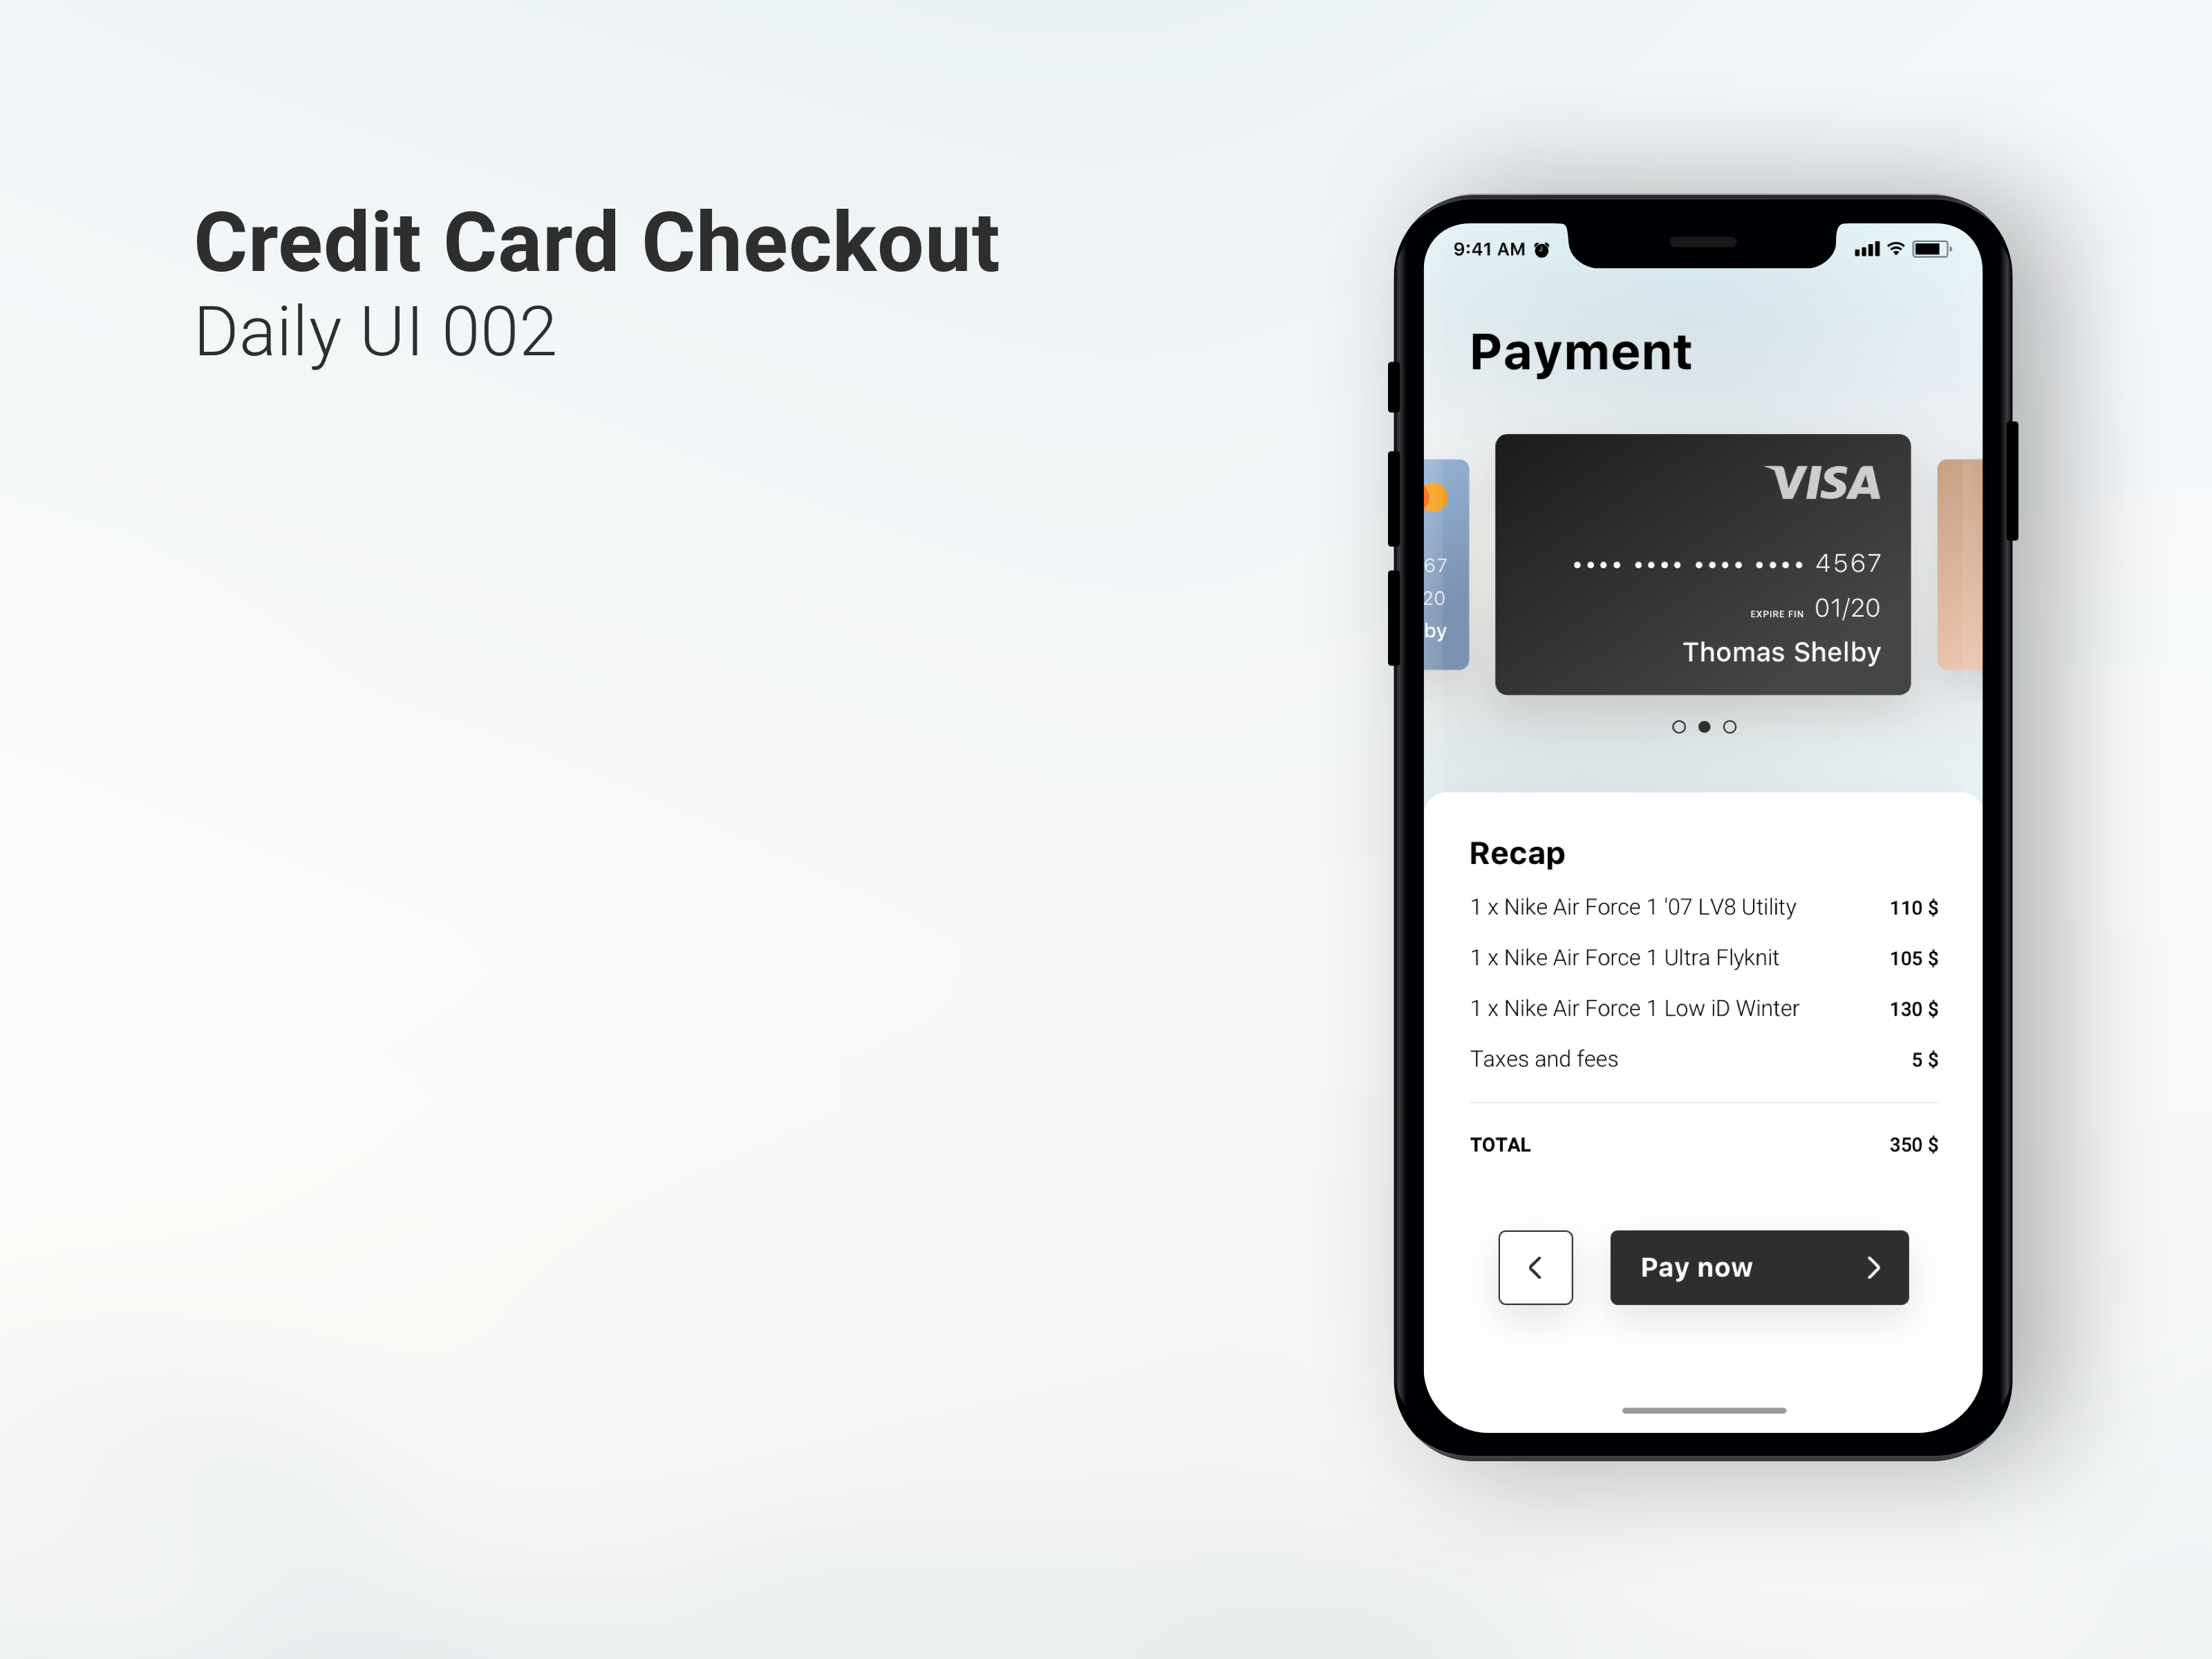 Credit Card Checkout
Daily UI 002
9:41 AM
Payment
VISA
67
20
by
•••• •••• •••• •••• 4567
EXPIRE FIN 01/20
Thomas Shelby
Recap
1 x Nike Air Force 1 '07 LV8 Utility 110 $
1 x Nike Air Force 1 Ultra Flyknit 105 $
1 x Nike Air Force 1 Low iD Winter 130 $
Taxes and fees 5 $
TOTAL 350 $
Pay now